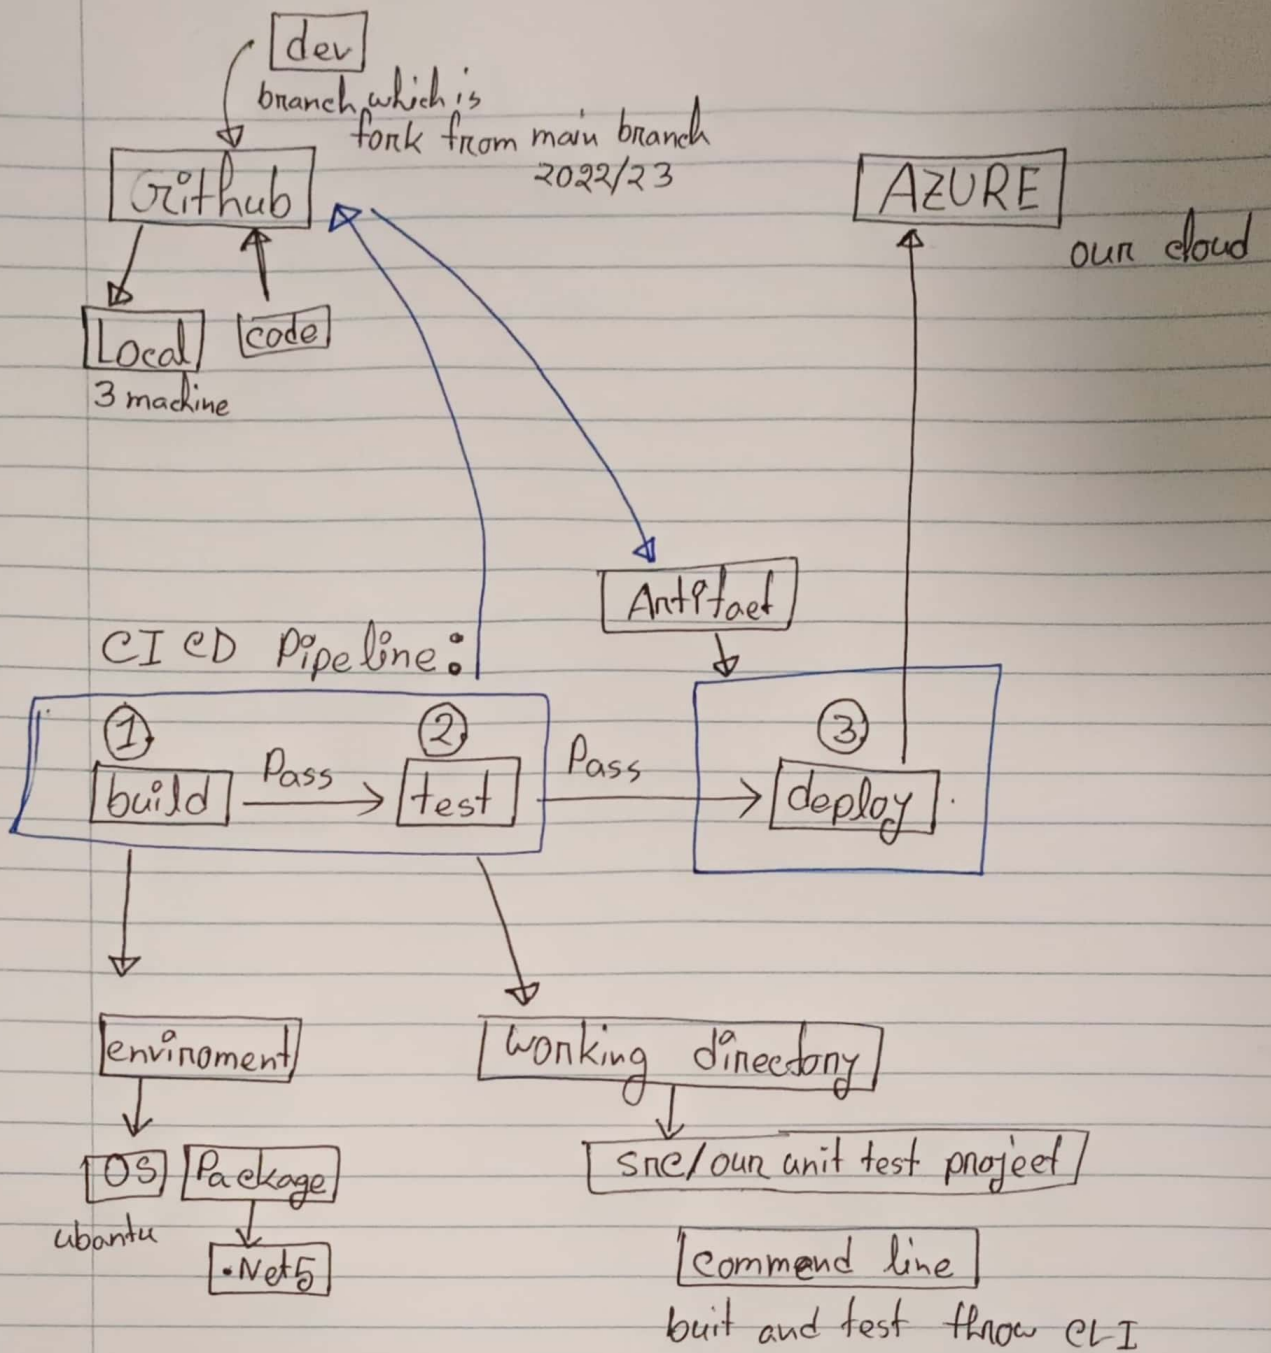 dev
branch which is
fork from main branch
2022/23
Github
AZURE
our cloud
Local
code
3 machine
Artifact
CI CD Pipeline:
1
2
3
build
Pass
test
Pass
deploy
enviroment
working directory
OS
Package
src/our unit test project
ubantu
.Net5
command line
buit and test throw CLI